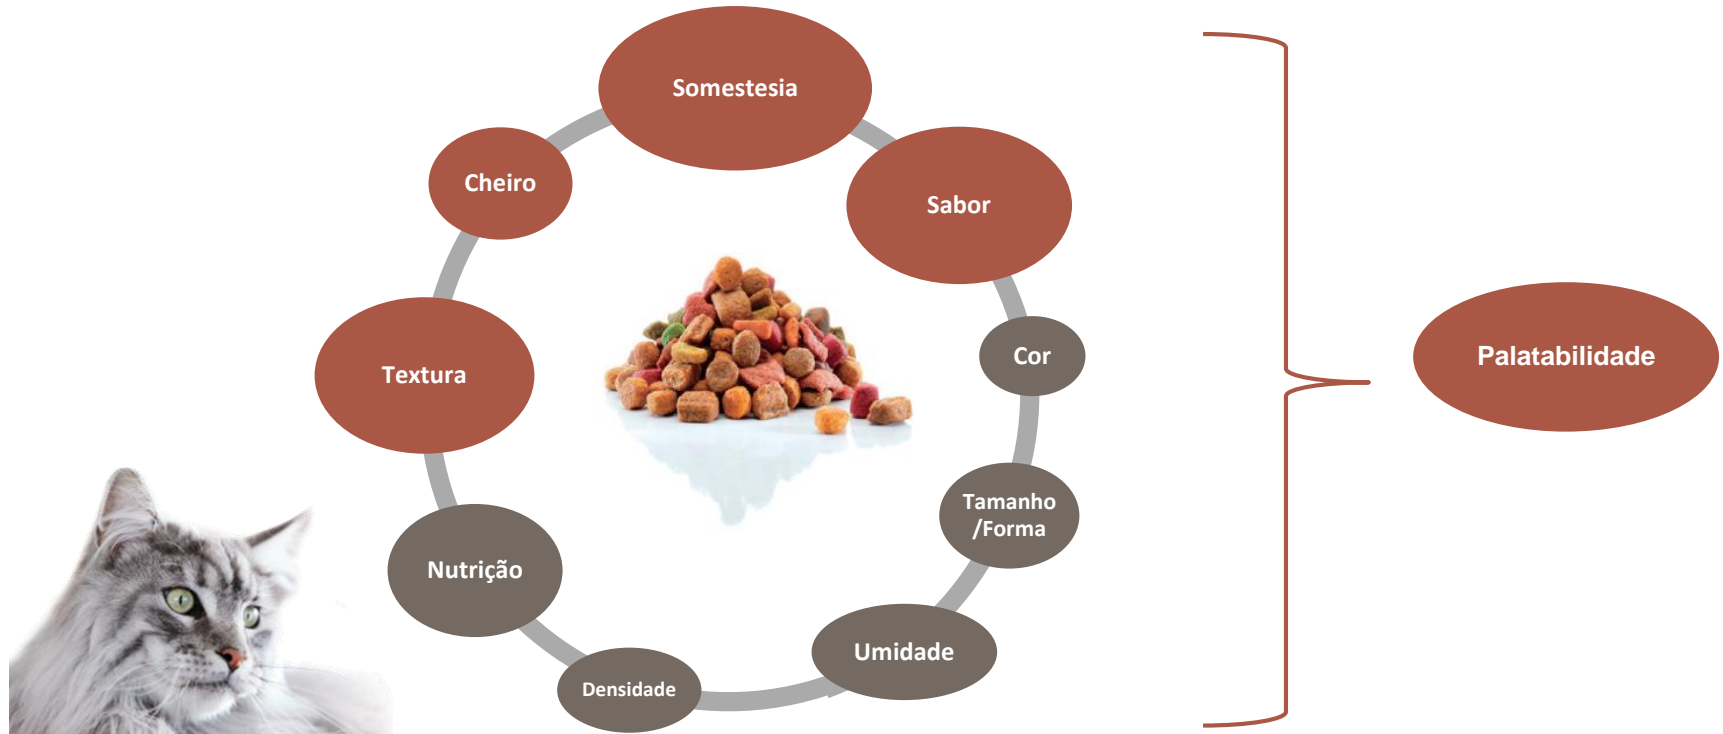 Somestesia
Cheiro
Sabor
Textura
Cor
Palatabilidade
Tamanho
/Forma
Nutrição
Umidade
Densidade